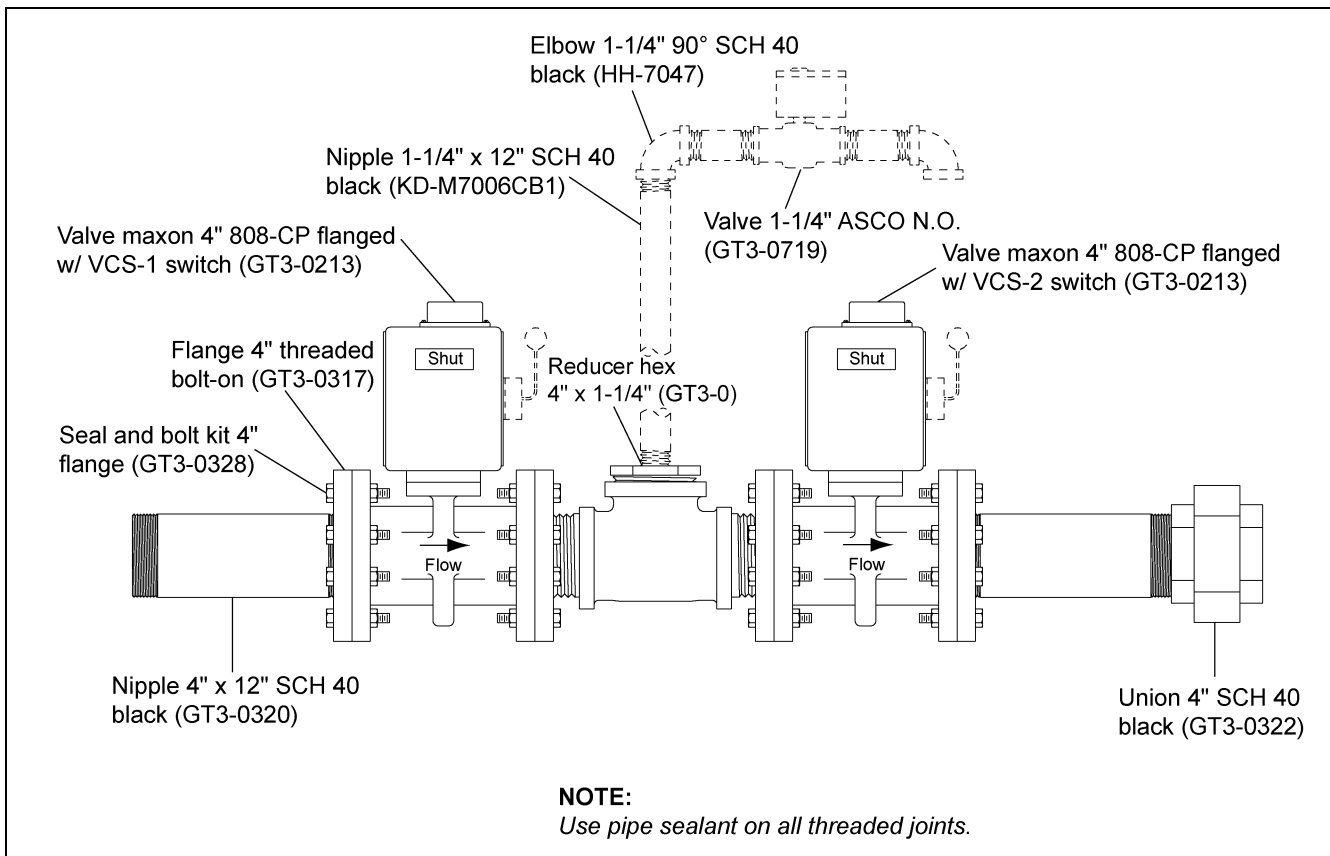 Elbow 1-1/4" 90° SCH 40
black (HH-7047)
Nipple 1-1/4" x 12" SCH 40
black (KD-M7006CB1)
Valve 1-1/4" ASCO N.O.
(GT3-0719)
Valve maxon 4" 808-CP flanged
w/ VCS-1 switch (GT3-0213)
Valve maxon 4" 808-CP flanged
w/ VCS-2 switch (GT3-0213)
Flange 4" threaded
bolt-on (GT3-0317)
Shut
Reducer hex
4" x 1-1/4" (GT3-0)
Shut
Seal and bolt kit 4"
flange (GT3-0328)
Flow
Flow
Nipple 4" x 12" SCH 40
black (GT3-0320)
Union 4" SCH 40
black (GT3-0322)
NOTE:
Use pipe sealant on all threaded joints.